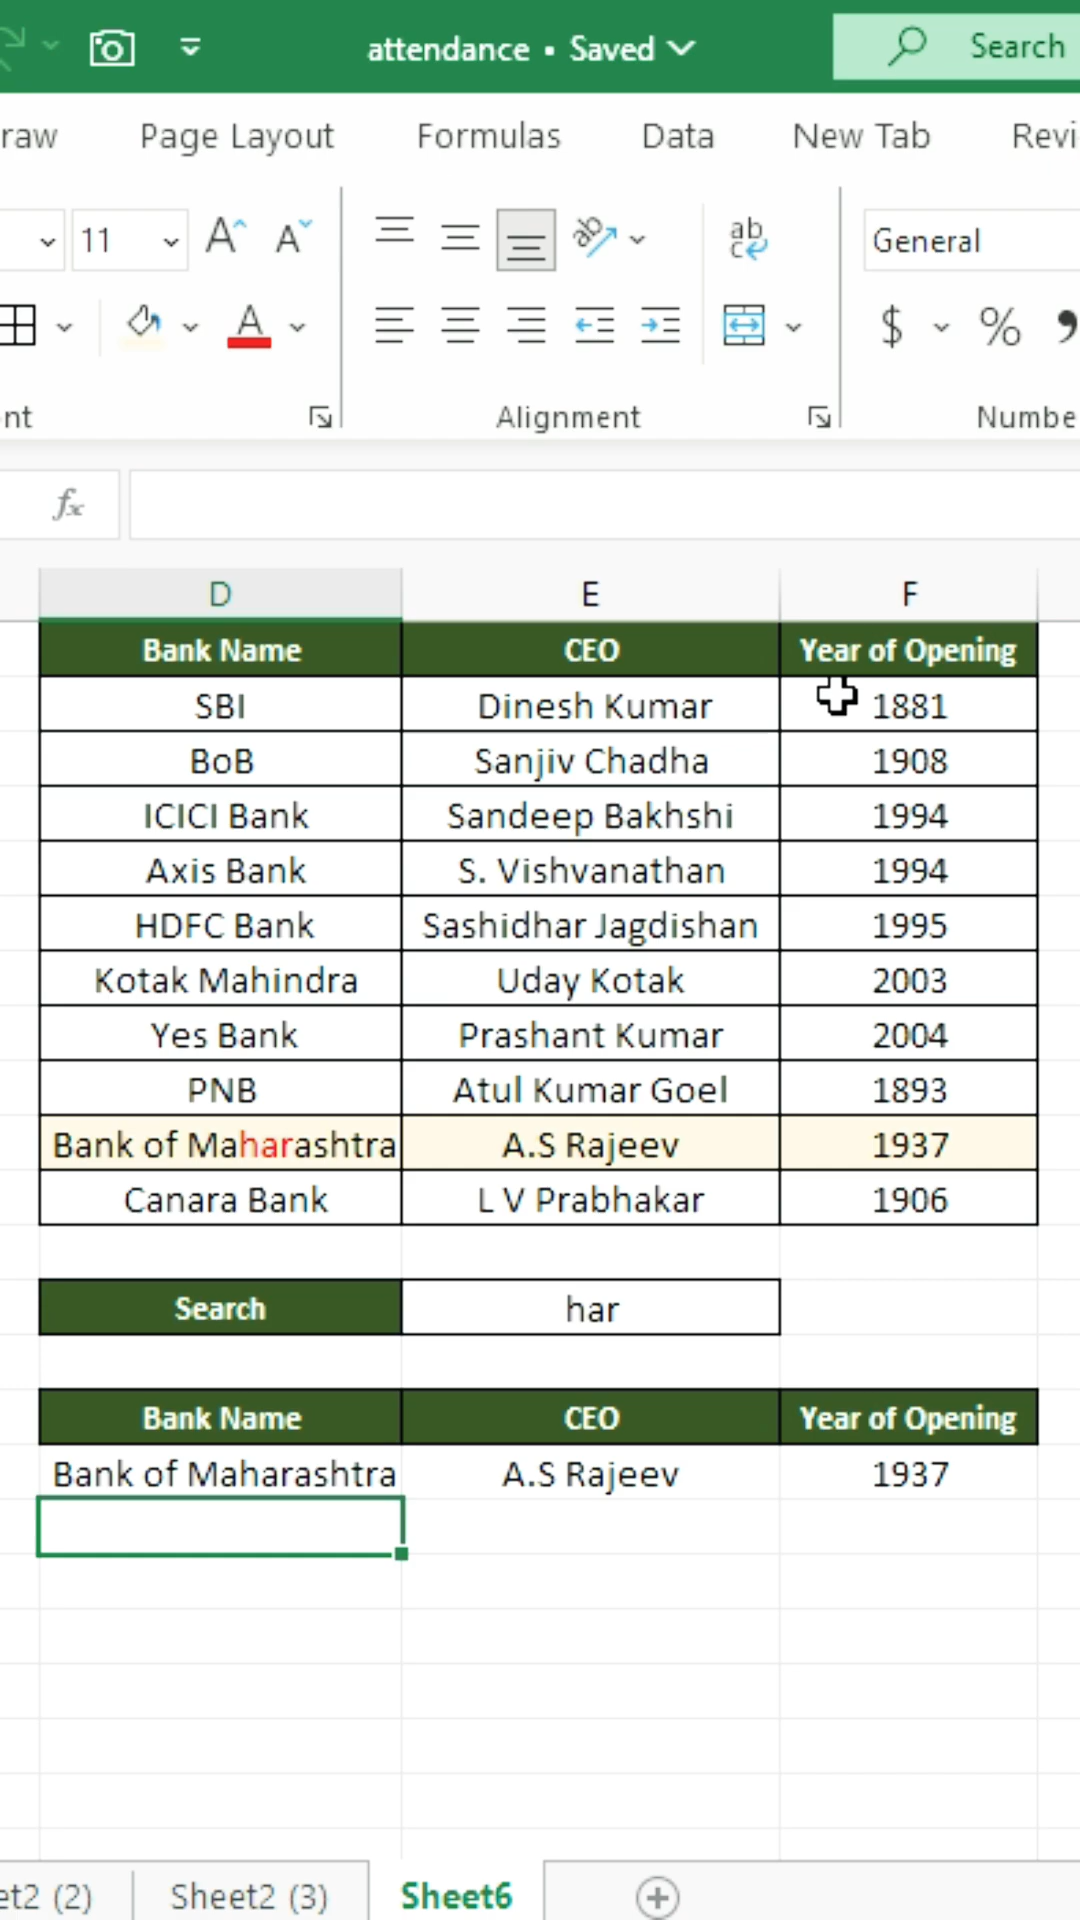 attendance • Saved
Search
raw Page Layout Formulas Data New Tab Revi
11 A A ab General
A ab c $ % ,
nt Alignment Numbe
fx
D E F
Bank Name CEO Year of Opening
SBI Dinesh Kumar 1881
BoB Sanjiv Chadha 1908
ICICI Bank Sandeep Bakhshi 1994
Axis Bank S. Vishvanathan 1994
HDFC Bank Sashidhar Jagdishan 1995
Kotak Mahindra Uday Kotak 2003
Yes Bank Prashant Kumar 2004
PNB Atul Kumar Goel 1893
Bank of Maharashtra A.S Rajeev 1937
Canara Bank L V Prabhakar 1906
Search har
Bank Name CEO Year of Opening
Bank of Maharashtra A.S Rajeev 1937
et2 (2) Sheet2 (3) Sheet6